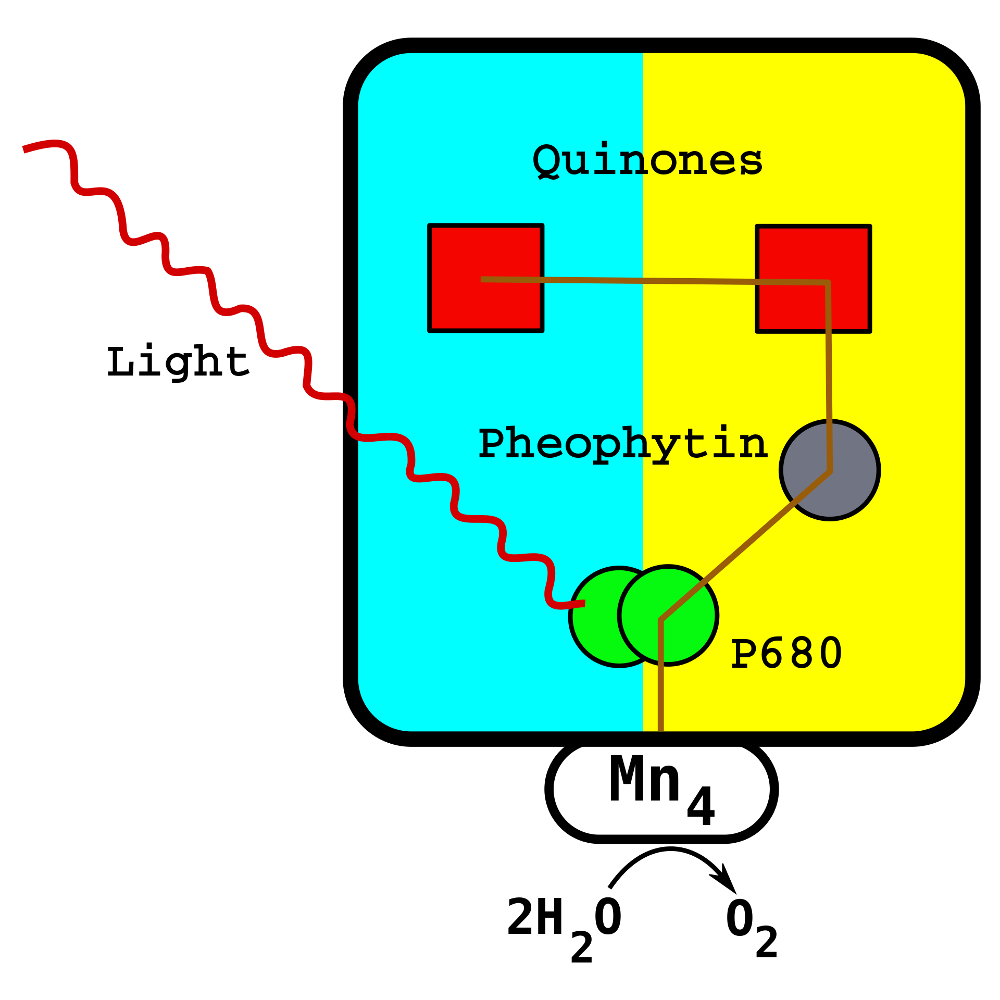 Quinones
Light
Pheophytin
P680
Mn4
2H2O O2